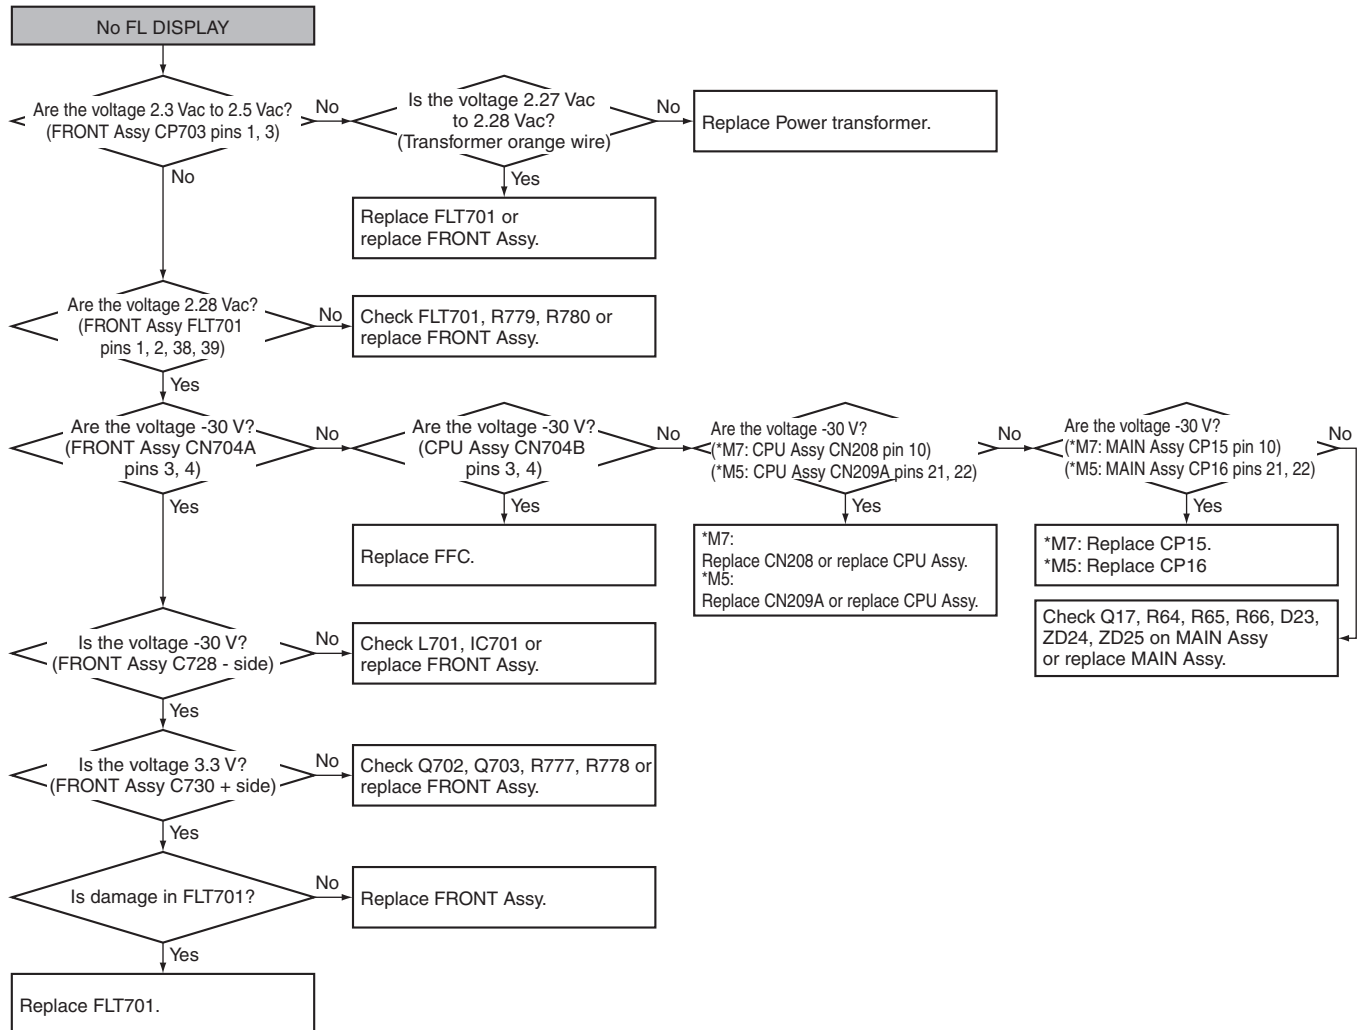 No FL DISPLAY
Are the voltage 2.3 Vac to 2.5 Vac?
(FRONT Assy CP703 pins 1, 3)
No
Is the voltage 2.27 Vac
to 2.28 Vac?
(Transformer orange wire)
No
Replace Power transformer.
No
Yes
Replace FLT701 or
replace FRONT Assy.
Are the voltage 2.28 Vac?
(FRONT Assy FLT701
pins 1, 2, 38, 39)
No
Check FLT701, R779, R780 or
replace FRONT Assy.
Yes
Are the voltage -30 V?
(FRONT Assy CN704A
pins 3, 4)
No
Are the voltage -30 V?
(CPU Assy CN704B
pins 3, 4)
No
Are the voltage -30 V?
(*M7: CPU Assy CN208 pin 10)
(*M5: CPU Assy CN209A pins 21, 22)
No
Are the voltage -30 V?
(*M7: MAIN Assy CP15 pin 10)
(*M5: MAIN Assy CP16 pins 21, 22)
No
Yes
Yes
Replace FFC.
Yes
*M7:
Replace CN208 or replace CPU Assy.
*M5:
Replace CN209A or replace CPU Assy.
Yes
*M7: Replace CP15.
*M5: Replace CP16
Check Q17, R64, R65, R66, D23,
ZD24, ZD25 on MAIN Assy
or replace MAIN Assy.
Is the voltage -30 V?
(FRONT Assy C728 - side)
No
Check L701, IC701 or
replace FRONT Assy.
Yes
Is the voltage 3.3 V?
(FRONT Assy C730 + side)
No
Check Q702, Q703, R777, R778 or
replace FRONT Assy.
Yes
Is damage in FLT701?
No
Replace FRONT Assy.
Yes
Replace FLT701.